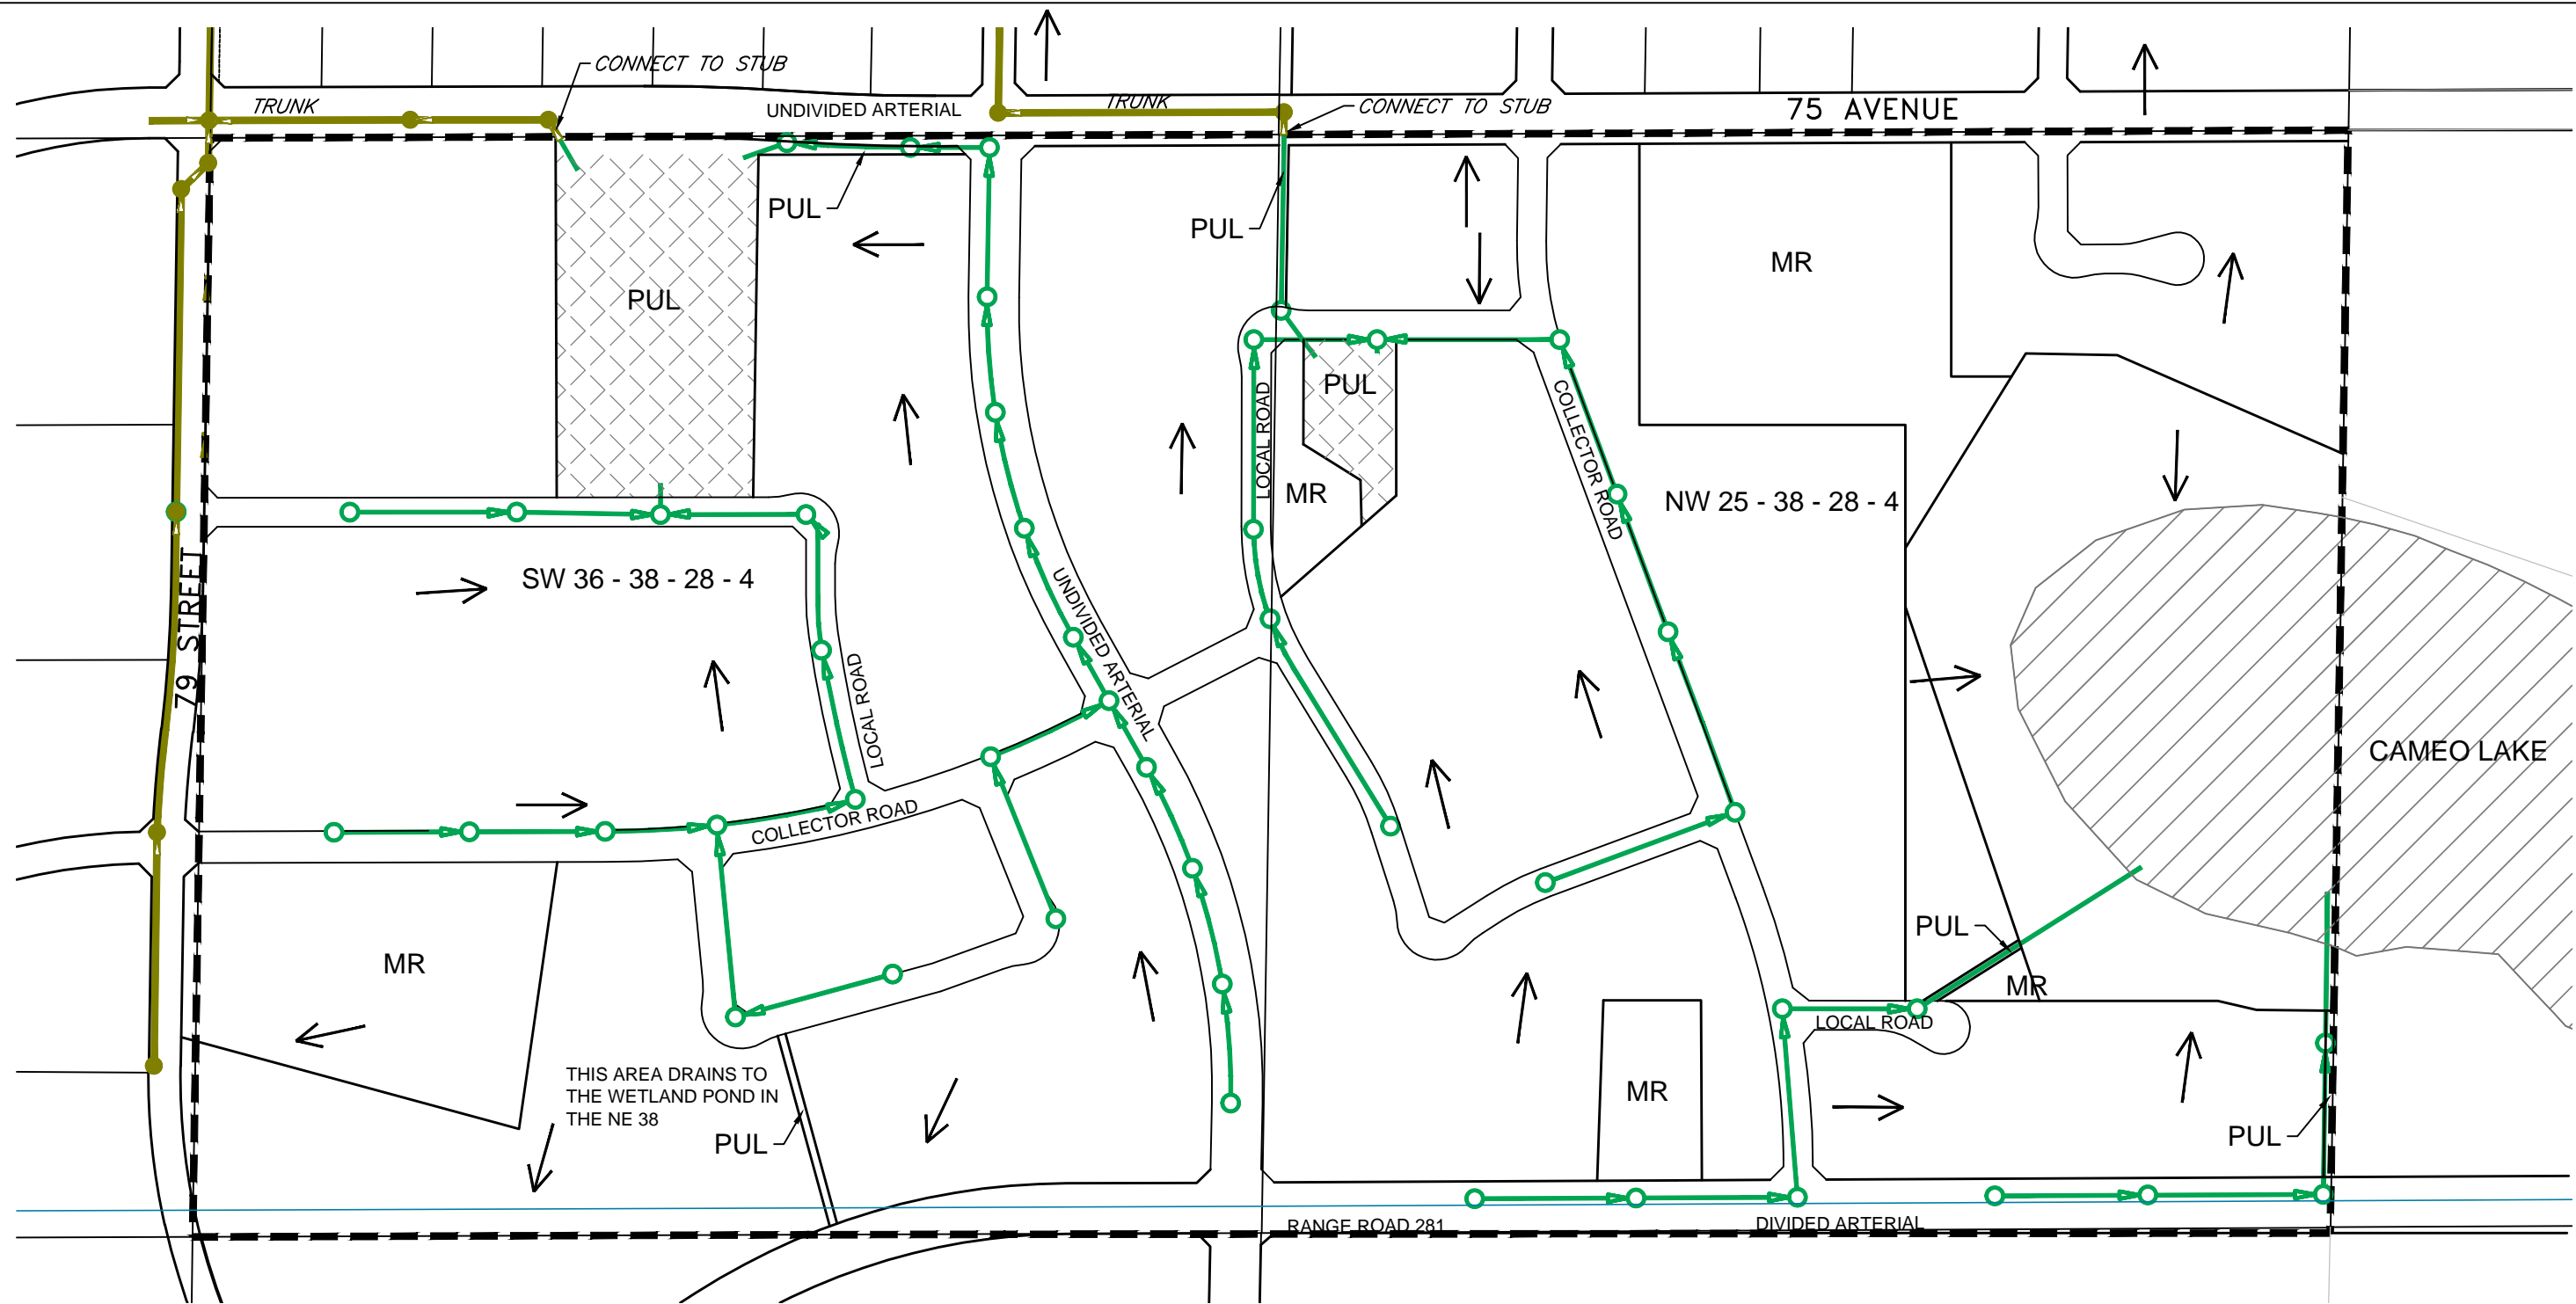 CONNECT TO STUB
TRUNK
UNDIVIDED ARTERIAL
TRUNK
CONNECT TO STUB
75 AVENUE
PUL
PUL
MR
PUL
PUL
LOCAL ROAD
COLLECTOR ROAD
MR
NW 25 - 38 - 28 - 4
79 STREET
SW 36 - 38 - 28 - 4
UNDIVIDED ARTERIAL
LOCAL ROAD
CAMEO LAKE
COLLECTOR ROAD
PUL
MR
MR
LOCAL ROAD
THIS AREA DRAINS TO
THE WETLAND POND IN
THE NE 38
PUL
MR
PUL
RANGE ROAD 281
DIVIDED ARTERIAL